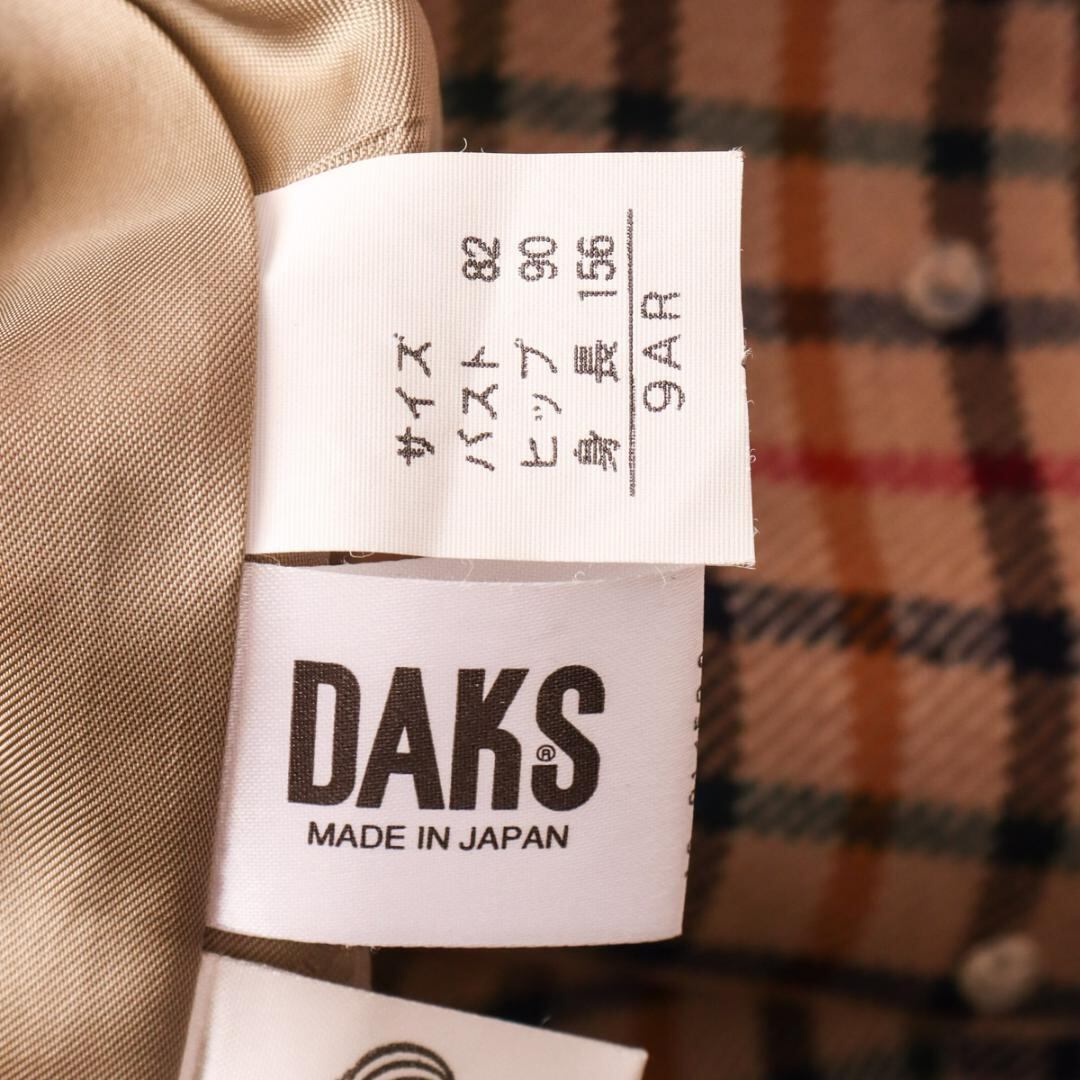 サイズ
バスト 82
ヒップ 90
身長 156
9AR
DAKS
®
MADE IN JAPAN